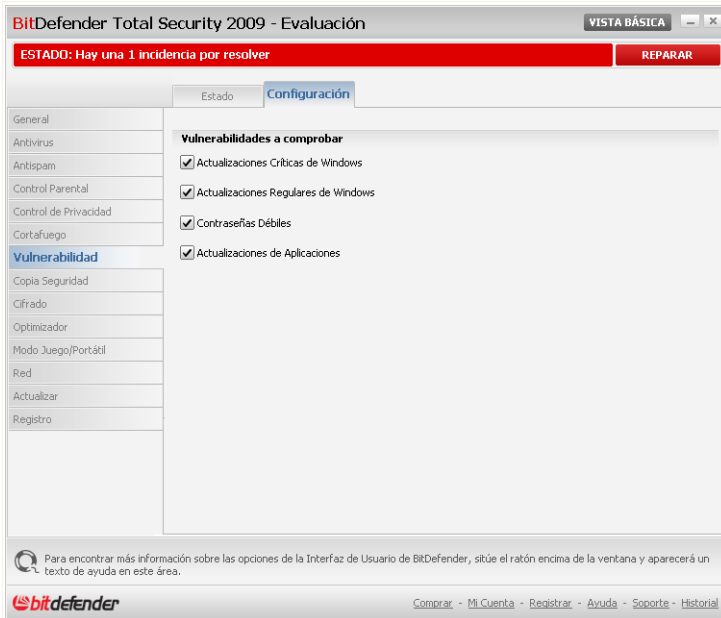 BitDefender Total Security 2009 - Evaluación
VISTA BÁSICA
ESTADO: Hay una 1 incidencia por resolver
REPARAR
Estado
Configuración
General
Antivirus
Antispam
Control Parental
Control de Privacidad
Cortafuego
Vulnerabilidad
Copia Seguridad
Cifrado
Optimizador
Modo Juego/Portátil
Red
Actualizar
Registro
Vulnerabilidades a comprobar
Actualizaciones Críticas de Windows
Actualizaciones Regulares de Windows
Contraseñas Débiles
Actualizaciones de Aplicaciones
Para encontrar más información sobre las opciones de la Interfaz de Usuario de BitDefender, sitúe el ratón encima de la ventana y aparecerá un
texto de ayuda en este área.
bitdefender
Comprar - Mi Cuenta - Registrar - Ayuda - Soporte - Historial